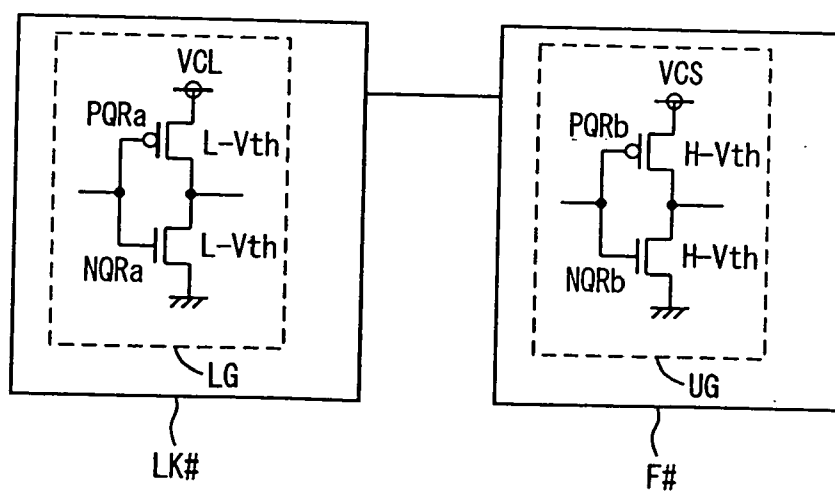 VCL
PQRa
L-Vth
L-Vth
NQRa
LG
LK#
VCS
PQRb
H-Vth
H-Vth
NQRb
UG
F#